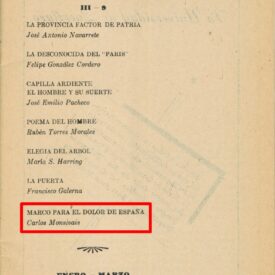 III - 9
LA PROVINCIA FACTOR DE PATRIA
José Antonio Navarrete
LA DESCONOCIDA DEL "PARIS"
Felipe González Cordero
CAPILLA ARDIENTE
EL HOMBRE Y SU SUERTE
José Emilio Pacheco
POEMA DEL HOMBRE
Rubén Torres Morales
ELEGIA DEL ARBOL
María S. Harring
LA PUERTA
Francisco Galerna
MARCO PARA EL DOLOR DE ESPAÑA
Carlos Monsivais
ENERO - MARZO